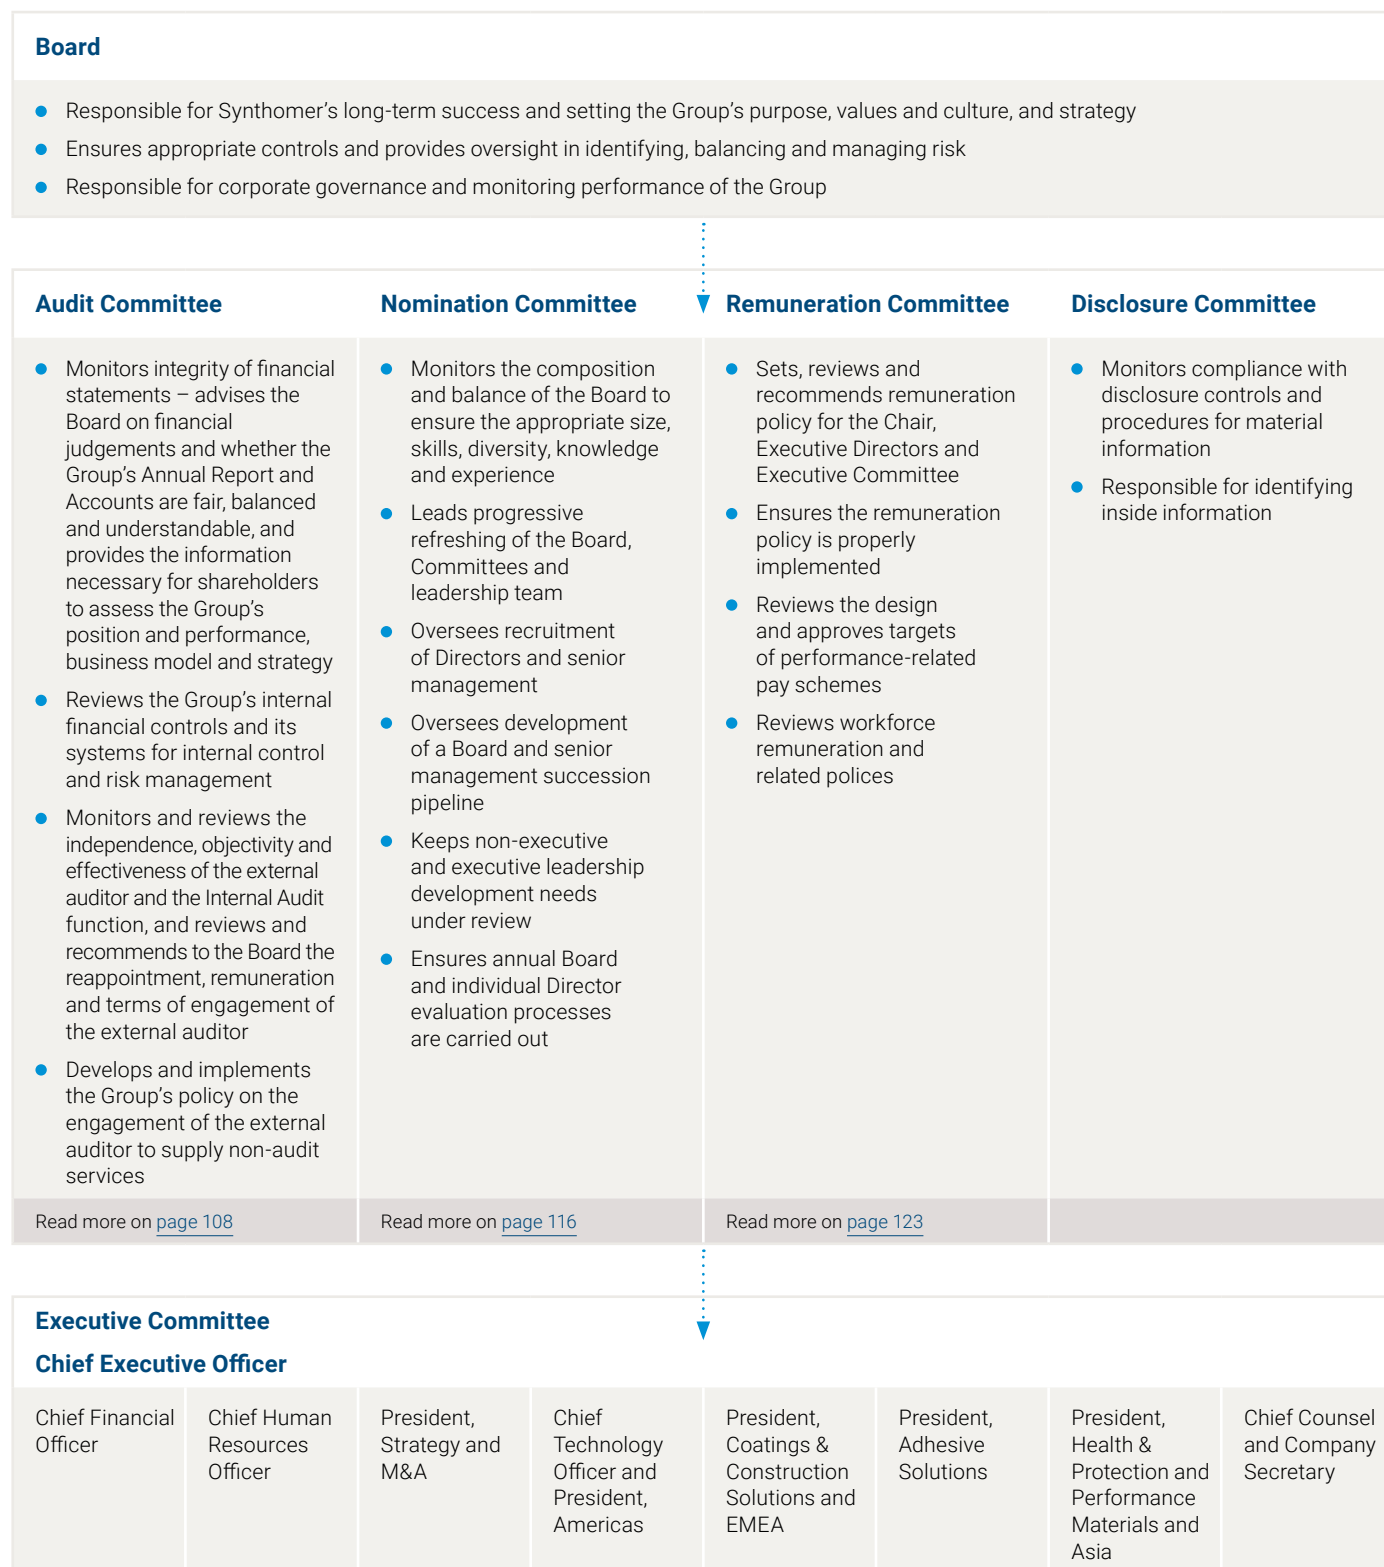 Board
Responsible for Synthomer's long-term success and setting the Group's purpose, values and culture, and strategy
Ensures appropriate controls and provides oversight in identifying, balancing and managing risk
Responsible for corporate governance and monitoring performance of the Group
Audit Committee
Monitors integrity of financial
statements – advises the
Board on financial
judgements and whether the
Group's Annual Report and
Accounts are fair, balanced
and understandable, and
provides the information
necessary for shareholders
to assess the Group's
position and performance,
business model and strategy
Reviews the Group's internal
financial controls and its
systems for internal control
and risk management
Monitors and reviews the
independence, objectivity and
effectiveness of the external
auditor and the Internal Audit
function, and reviews and
recommends to the Board the
reappointment, remuneration
and terms of engagement of
the external auditor
Develops and implements
the Group's policy on the
engagement of the external
auditor to supply non-audit
services
Read more on page 108
Nomination Committee
Monitors the composition
and balance of the Board to
ensure the appropriate size,
skills, diversity, knowledge
and experience
Leads progressive
refreshing of the Board,
Committees and
leadership team
Oversees recruitment
of Directors and senior
management
Oversees development
of a Board and senior
management succession
pipeline
Keeps non-executive
and executive leadership
development needs
under review
Ensures annual Board
and individual Director
evaluation processes
are carried out
Read more on page 116
Remuneration Committee
Sets, reviews and
recommends remuneration
policy for the Chair,
Executive Directors and
Executive Committee
Ensures the remuneration
policy is properly
implemented
Reviews the design
and approves targets
of performance-related
pay schemes
Reviews workforce
remuneration and
related polices
Read more on page 123
Disclosure Committee
Monitors compliance with
disclosure controls and
procedures for material
information
Responsible for identifying
inside information
Executive Committee
Chief Executive Officer
Chief Financial
Officer
Chief Human
Resources
Officer
President,
Strategy and
M&A
Chief
Technology
Officer and
President,
Americas
President,
Coatings &
Construction
Solutions and
EMEA
President,
Adhesive
Solutions
President,
Health &
Protection and
Performance
Materials and
Asia
Chief Counsel
and Company
Secretary